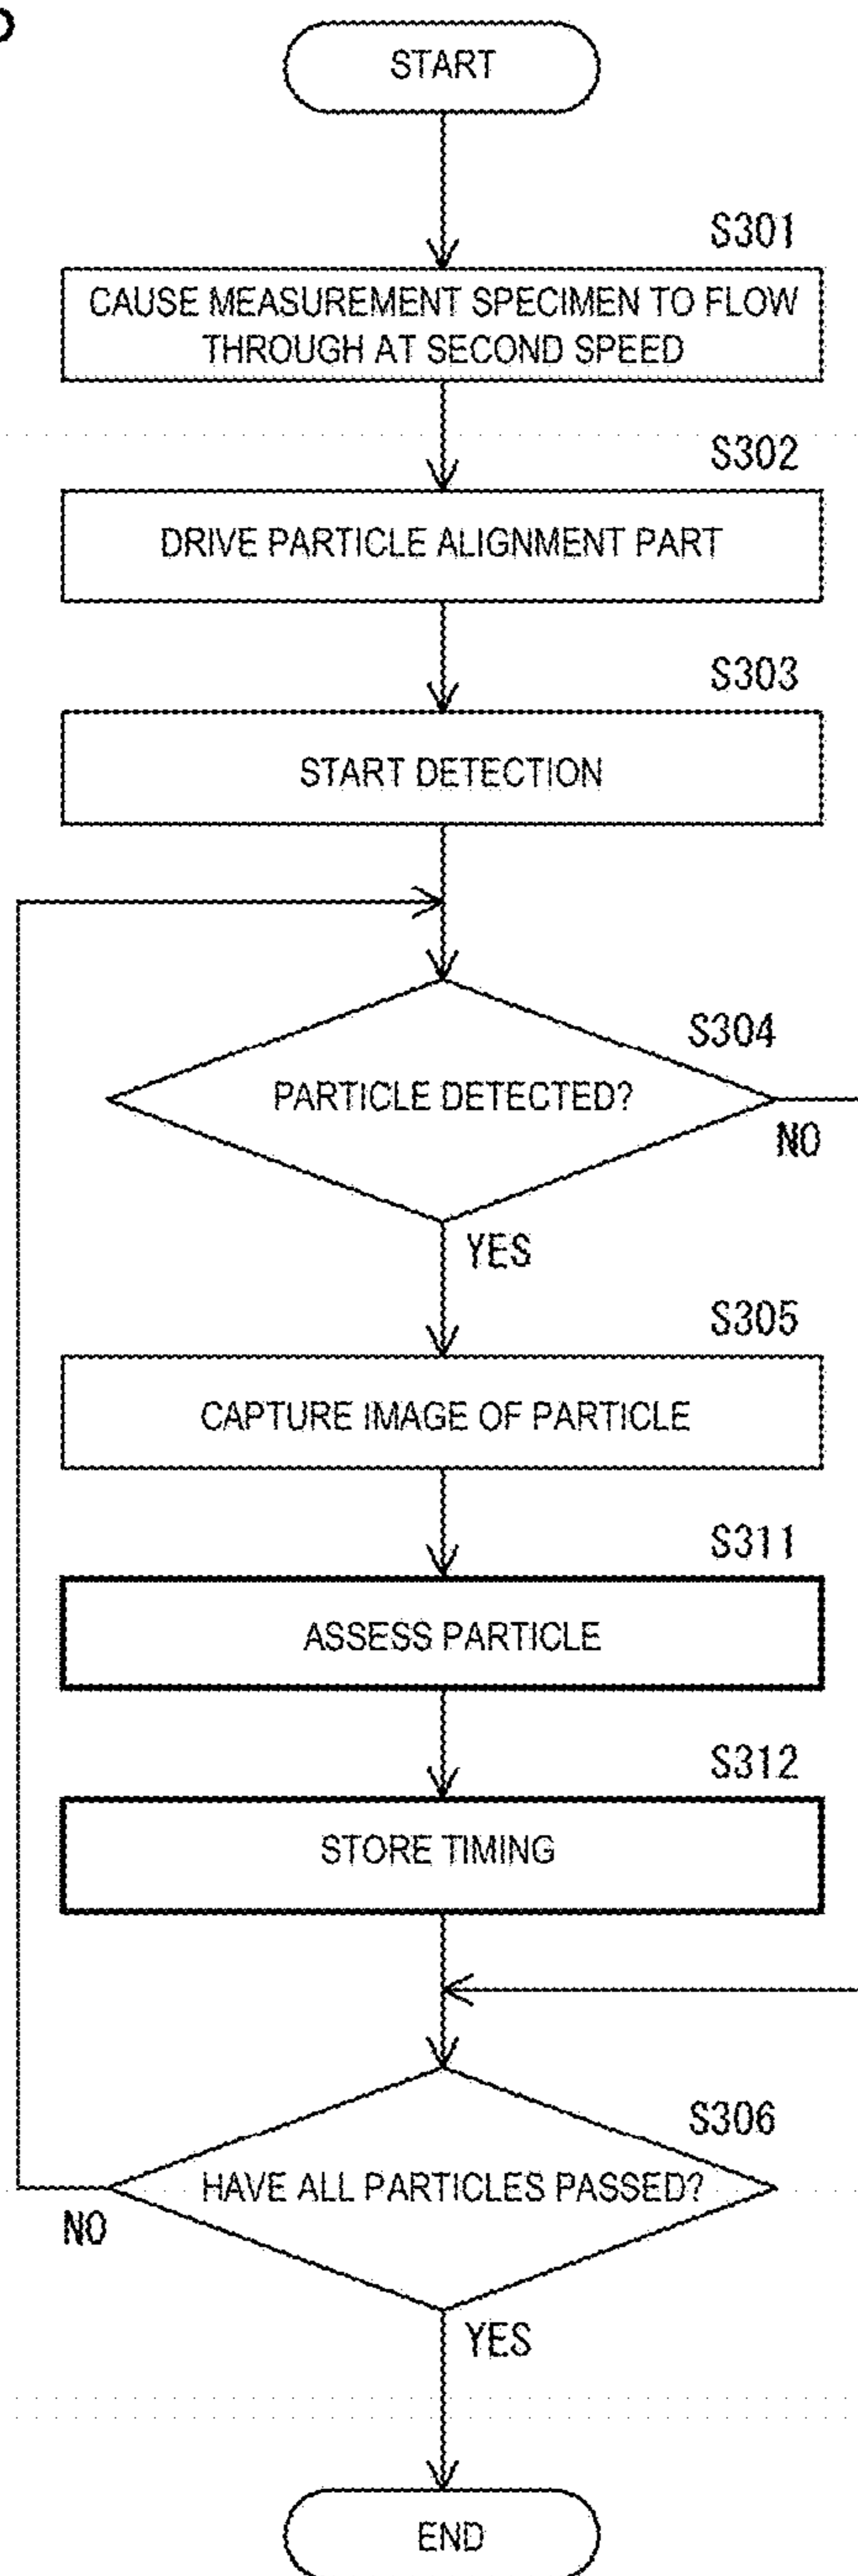 START
S301
CAUSE MEASUREMENT SPECIMEN TO FLOW
THROUGH AT SECOND SPEED
S302
DRIVE PARTICLE ALIGNMENT PART
S303
START DETECTION
S304
PARTICLE DETECTED?
NO
YES
S305
CAPTURE IMAGE OF PARTICLE
S311
ASSESS PARTICLE
S312
STORE TIMING
S306
HAVE ALL PARTICLES PASSED?
NO
YES
END